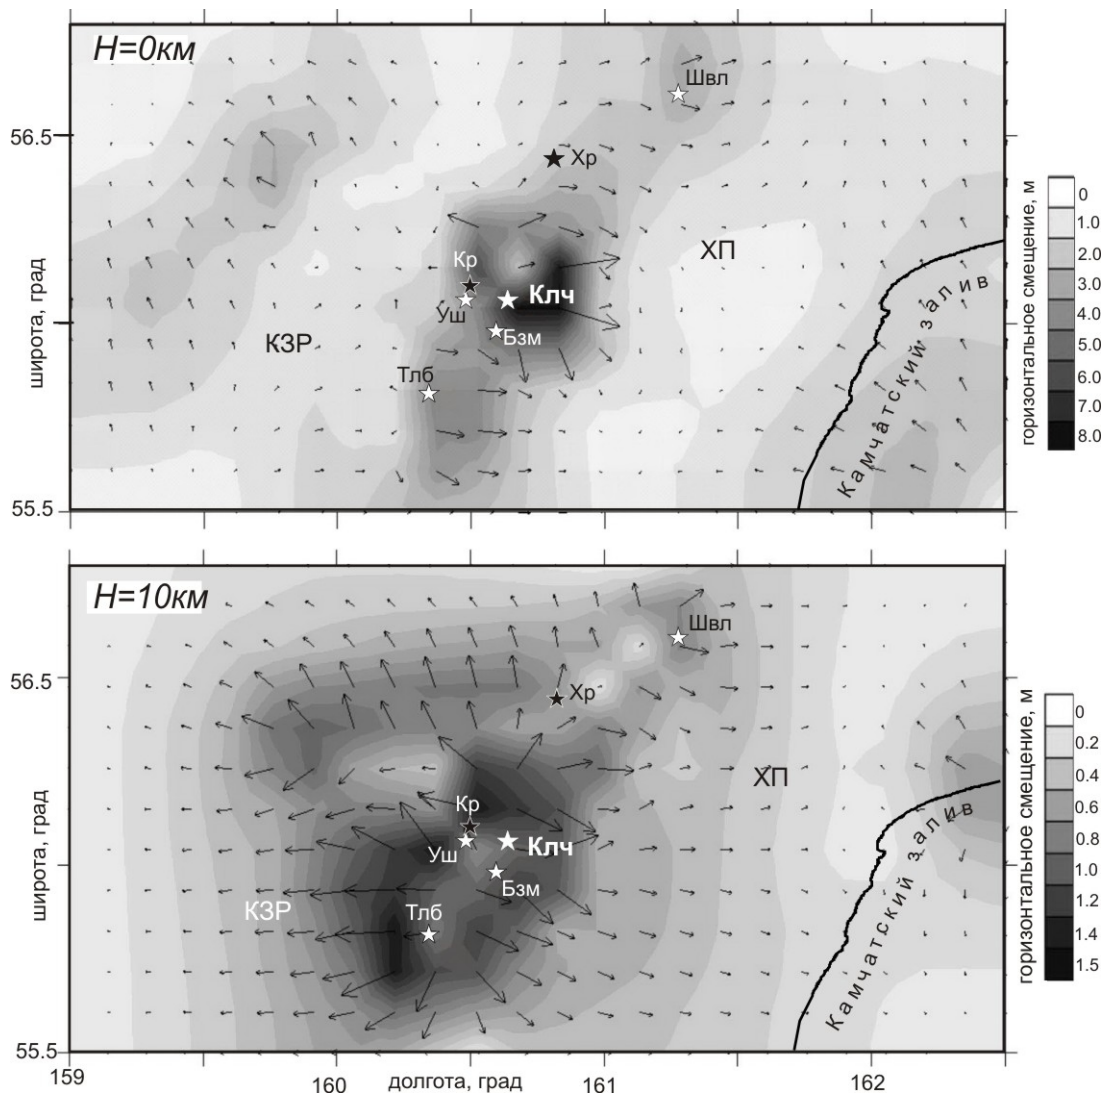 H=0км
Швл
56.5
Хр
ХП
Кр
Клч
Уш
Бзм
КЗР
Тлб
Камчатский залив
55.5
широта, град
горизонтальное смещение, м
0
1.0
2.0
3.0
4.0
5.0
6.0
7.0
8.0
H=10км
Швл
56.5
Хр
ХП
Кр
Клч
Уш
Бзм
КЗР
Тлб
Камчатский залив
55.5
широта, град
горизонтальное смещение, м
0
0.2
0.4
0.6
0.8
1.0
1.2
1.4
1.5
159
160
долгота, град
161
162